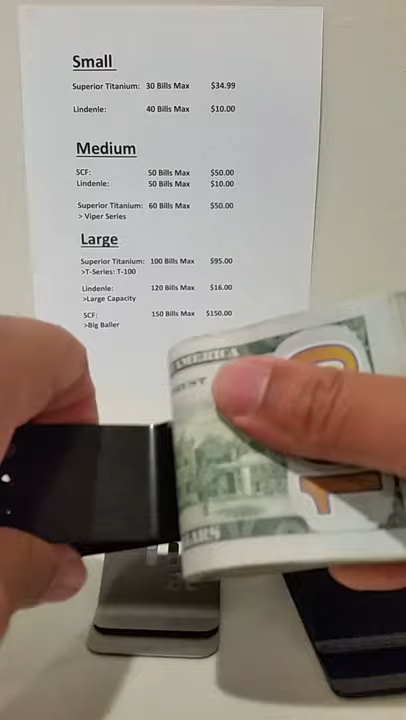 Small
Superior Titanium: 30 Bills Max $34.99
Lindenle: 40 Bills Max $10.00
Medium
SCF: 50 Bills Max $50.00
Lindenle: 50 Bills Max $10.00
Superior Titanium: 60 Bills Max $50.00
> Viper Series
Large
Superior Titanium: 100 Bills Max $95.00
>T-Series: T-100
Lindenle: 120 Bills Max $16.00
>Large Capacity
SCF: 150 Bills Max $150.00
>Big Baller
AMERICA